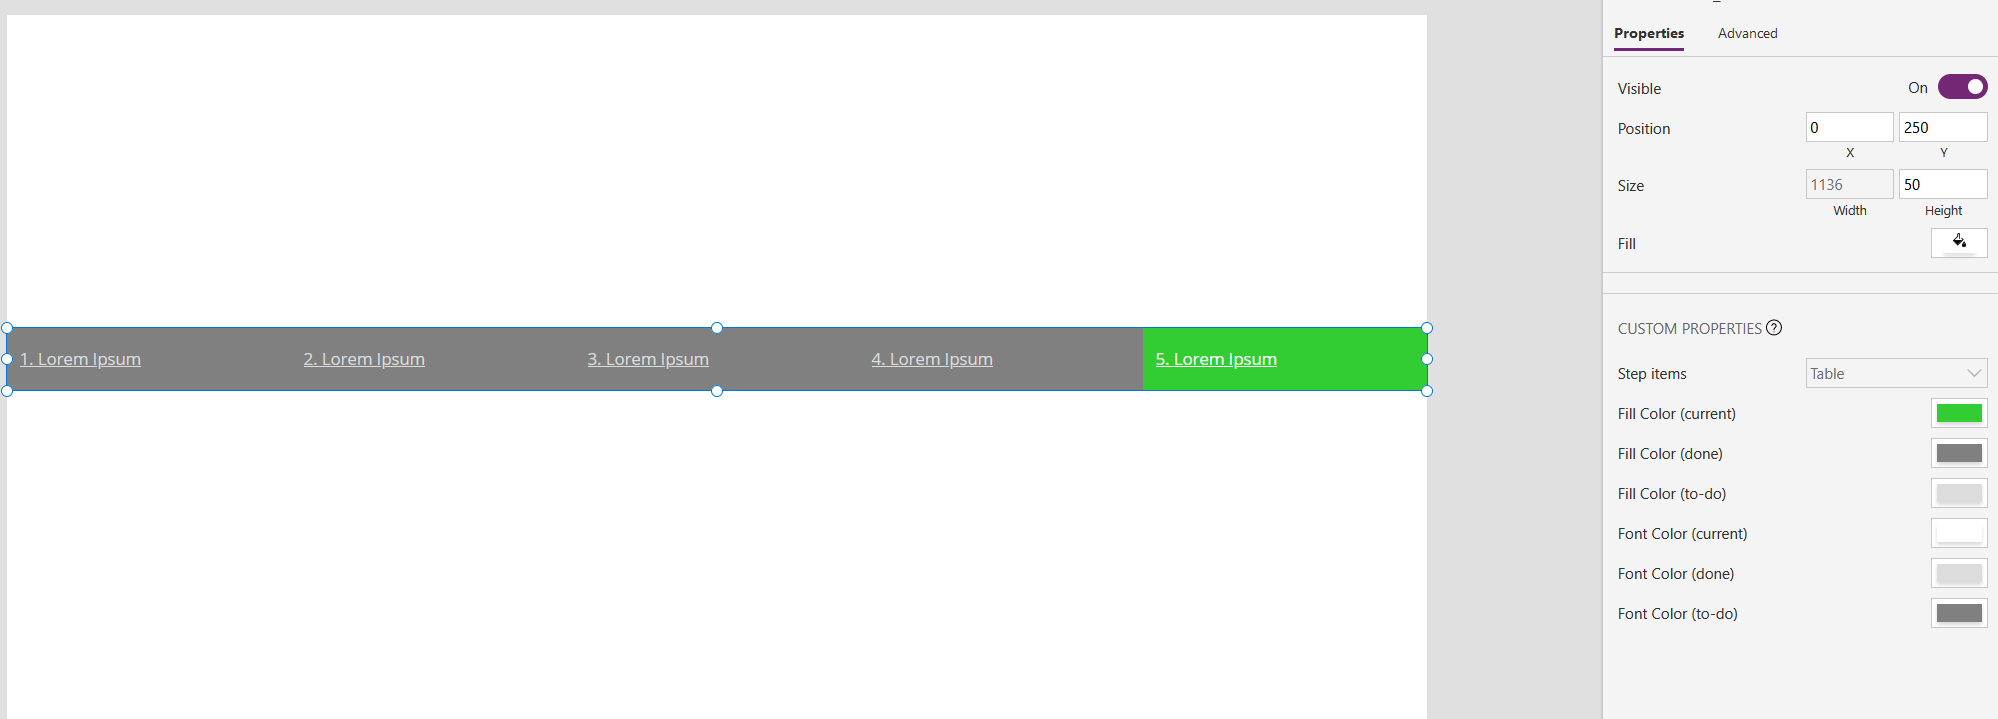 Properties Advanced
Visible On
Position 0 250
X Y
Size 1136 50
Width Height
Fill
1. Lorem Ipsum 2. Lorem Ipsum 3. Lorem Ipsum 4. Lorem Ipsum 5. Lorem Ipsum
CUSTOM PROPERTIES ?
Step items Table
Fill Color (current)
Fill Color (done)
Fill Color (to-do)
Font Color (current)
Font Color (done)
Font Color (to-do)